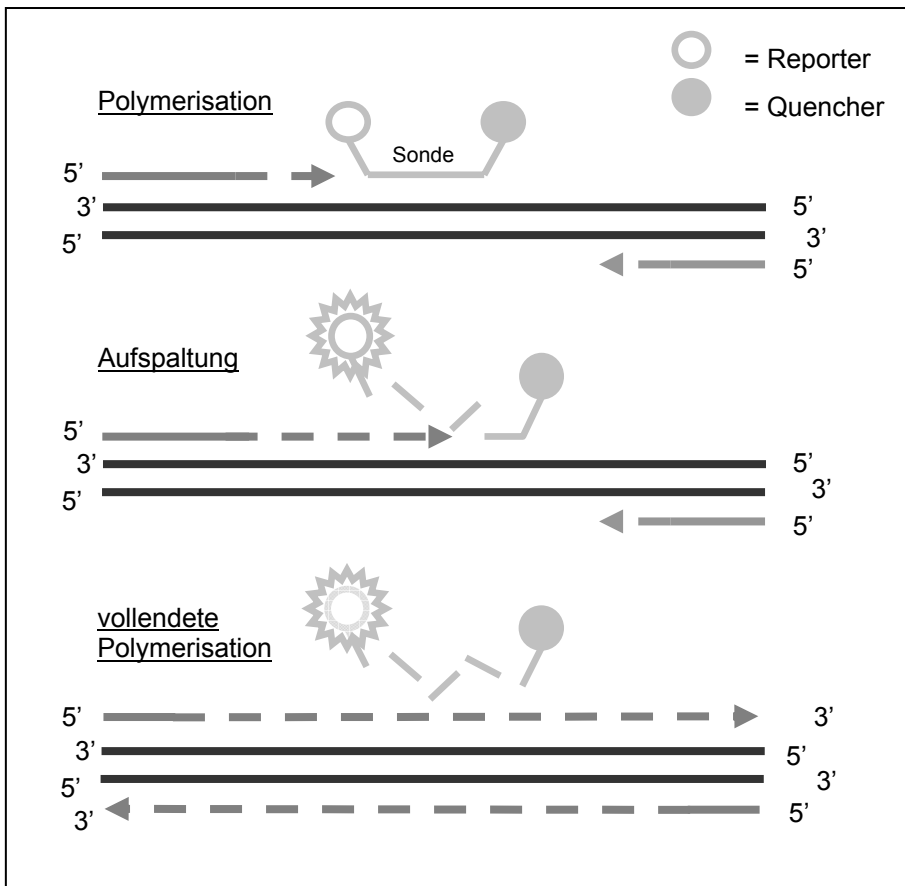 = Reporter
= Quencher
Polymerisation
Sonde
5’
3’ 5’
5’ 3’
5’
Aufspaltung
5’
3’ 5’
5’ 3’
5’
vollendete
Polymerisation
5’ 3’
3’ 5’
5’ 3’
3’ 5’